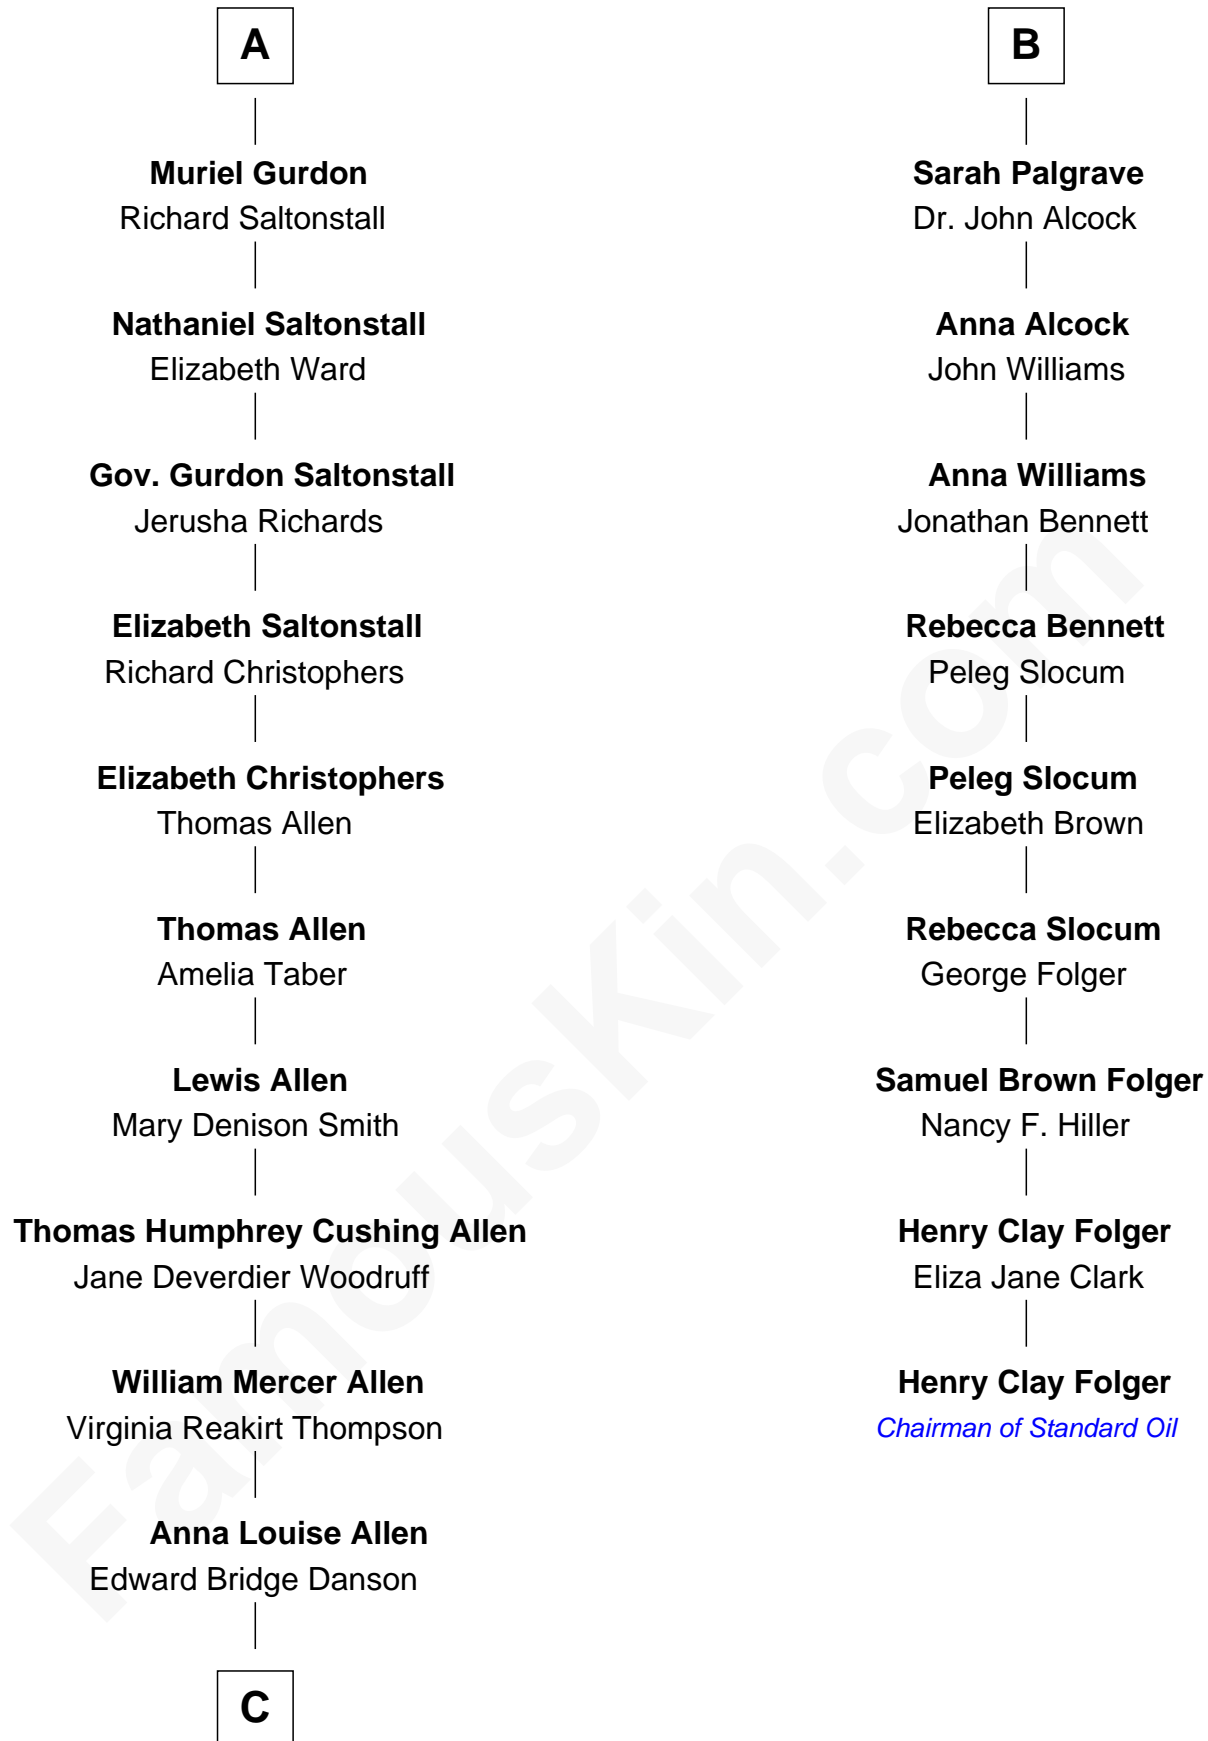 A
Muriel Gurdon
Richard Saltonstall
Nathaniel Saltonstall
Elizabeth Ward
Gov. Gurdon Saltonstall
Jerusha Richards
Elizabeth Saltonstall
Richard Christophers
Elizabeth Christophers
Thomas Allen
Thomas Allen
Amelia Taber
Lewis Allen
Mary Denison Smith
Thomas Humphrey Cushing Allen
Jane Deverdier Woodruff
William Mercer Allen
Virginia Reakirt Thompson
Anna Louise Allen
Edward Bridge Danson
C
B
Sarah Palgrave
Dr. John Alcock
Anna Alcock
John Williams
Anna Williams
Jonathan Bennett
Rebecca Bennett
Peleg Slocum
Peleg Slocum
Elizabeth Brown
Rebecca Slocum
George Folger
Samuel Brown Folger
Nancy F. Hiller
Henry Clay Folger
Eliza Jane Clark
Henry Clay Folger
Chairman of Standard Oil
FamousKin.com